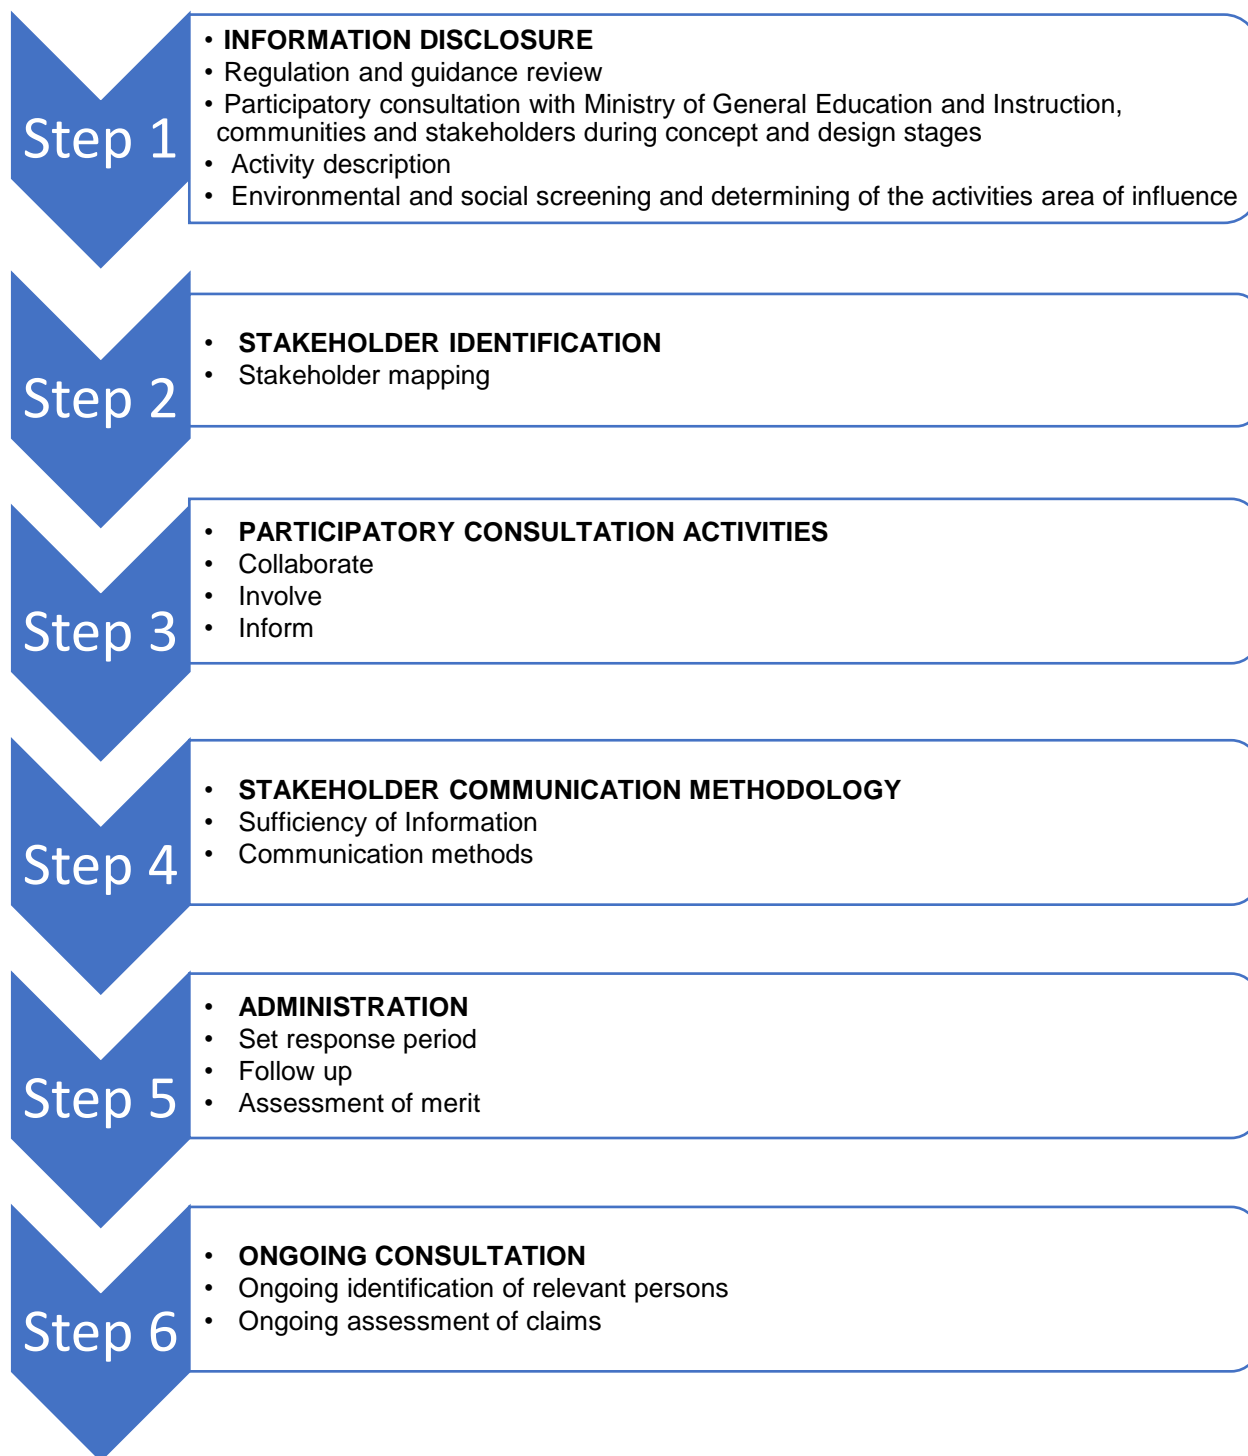 Step 1
• INFORMATION DISCLOSURE
• Regulation and guidance review
• Participatory consultation with Ministry of General Education and Instruction,
communities and stakeholders during concept and design stages
• Activity description
• Environmental and social screening and determining of the activities area of influence
Step 2
• STAKEHOLDER IDENTIFICATION
• Stakeholder mapping
Step 3
• PARTICIPATORY CONSULTATION ACTIVITIES
• Collaborate
• Involve
• Inform
Step 4
• STAKEHOLDER COMMUNICATION METHODOLOGY
• Sufficiency of Information
• Communication methods
Step 5
• ADMINISTRATION
• Set response period
• Follow up
• Assessment of merit
Step 6
• ONGOING CONSULTATION
• Ongoing identification of relevant persons
• Ongoing assessment of claims